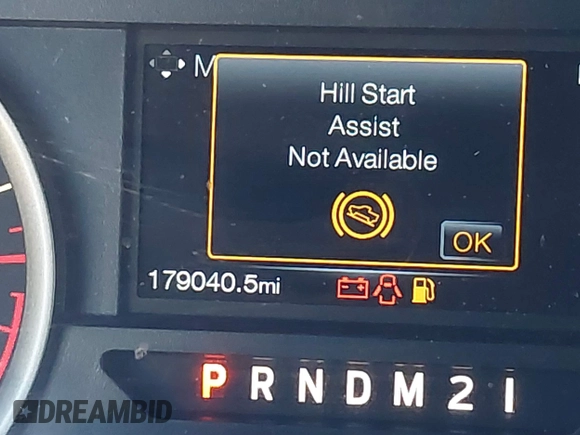 M
Hill Start
Assist
Not Available
OK
179040.5mi
P R N D M 2 1
DREAMBID